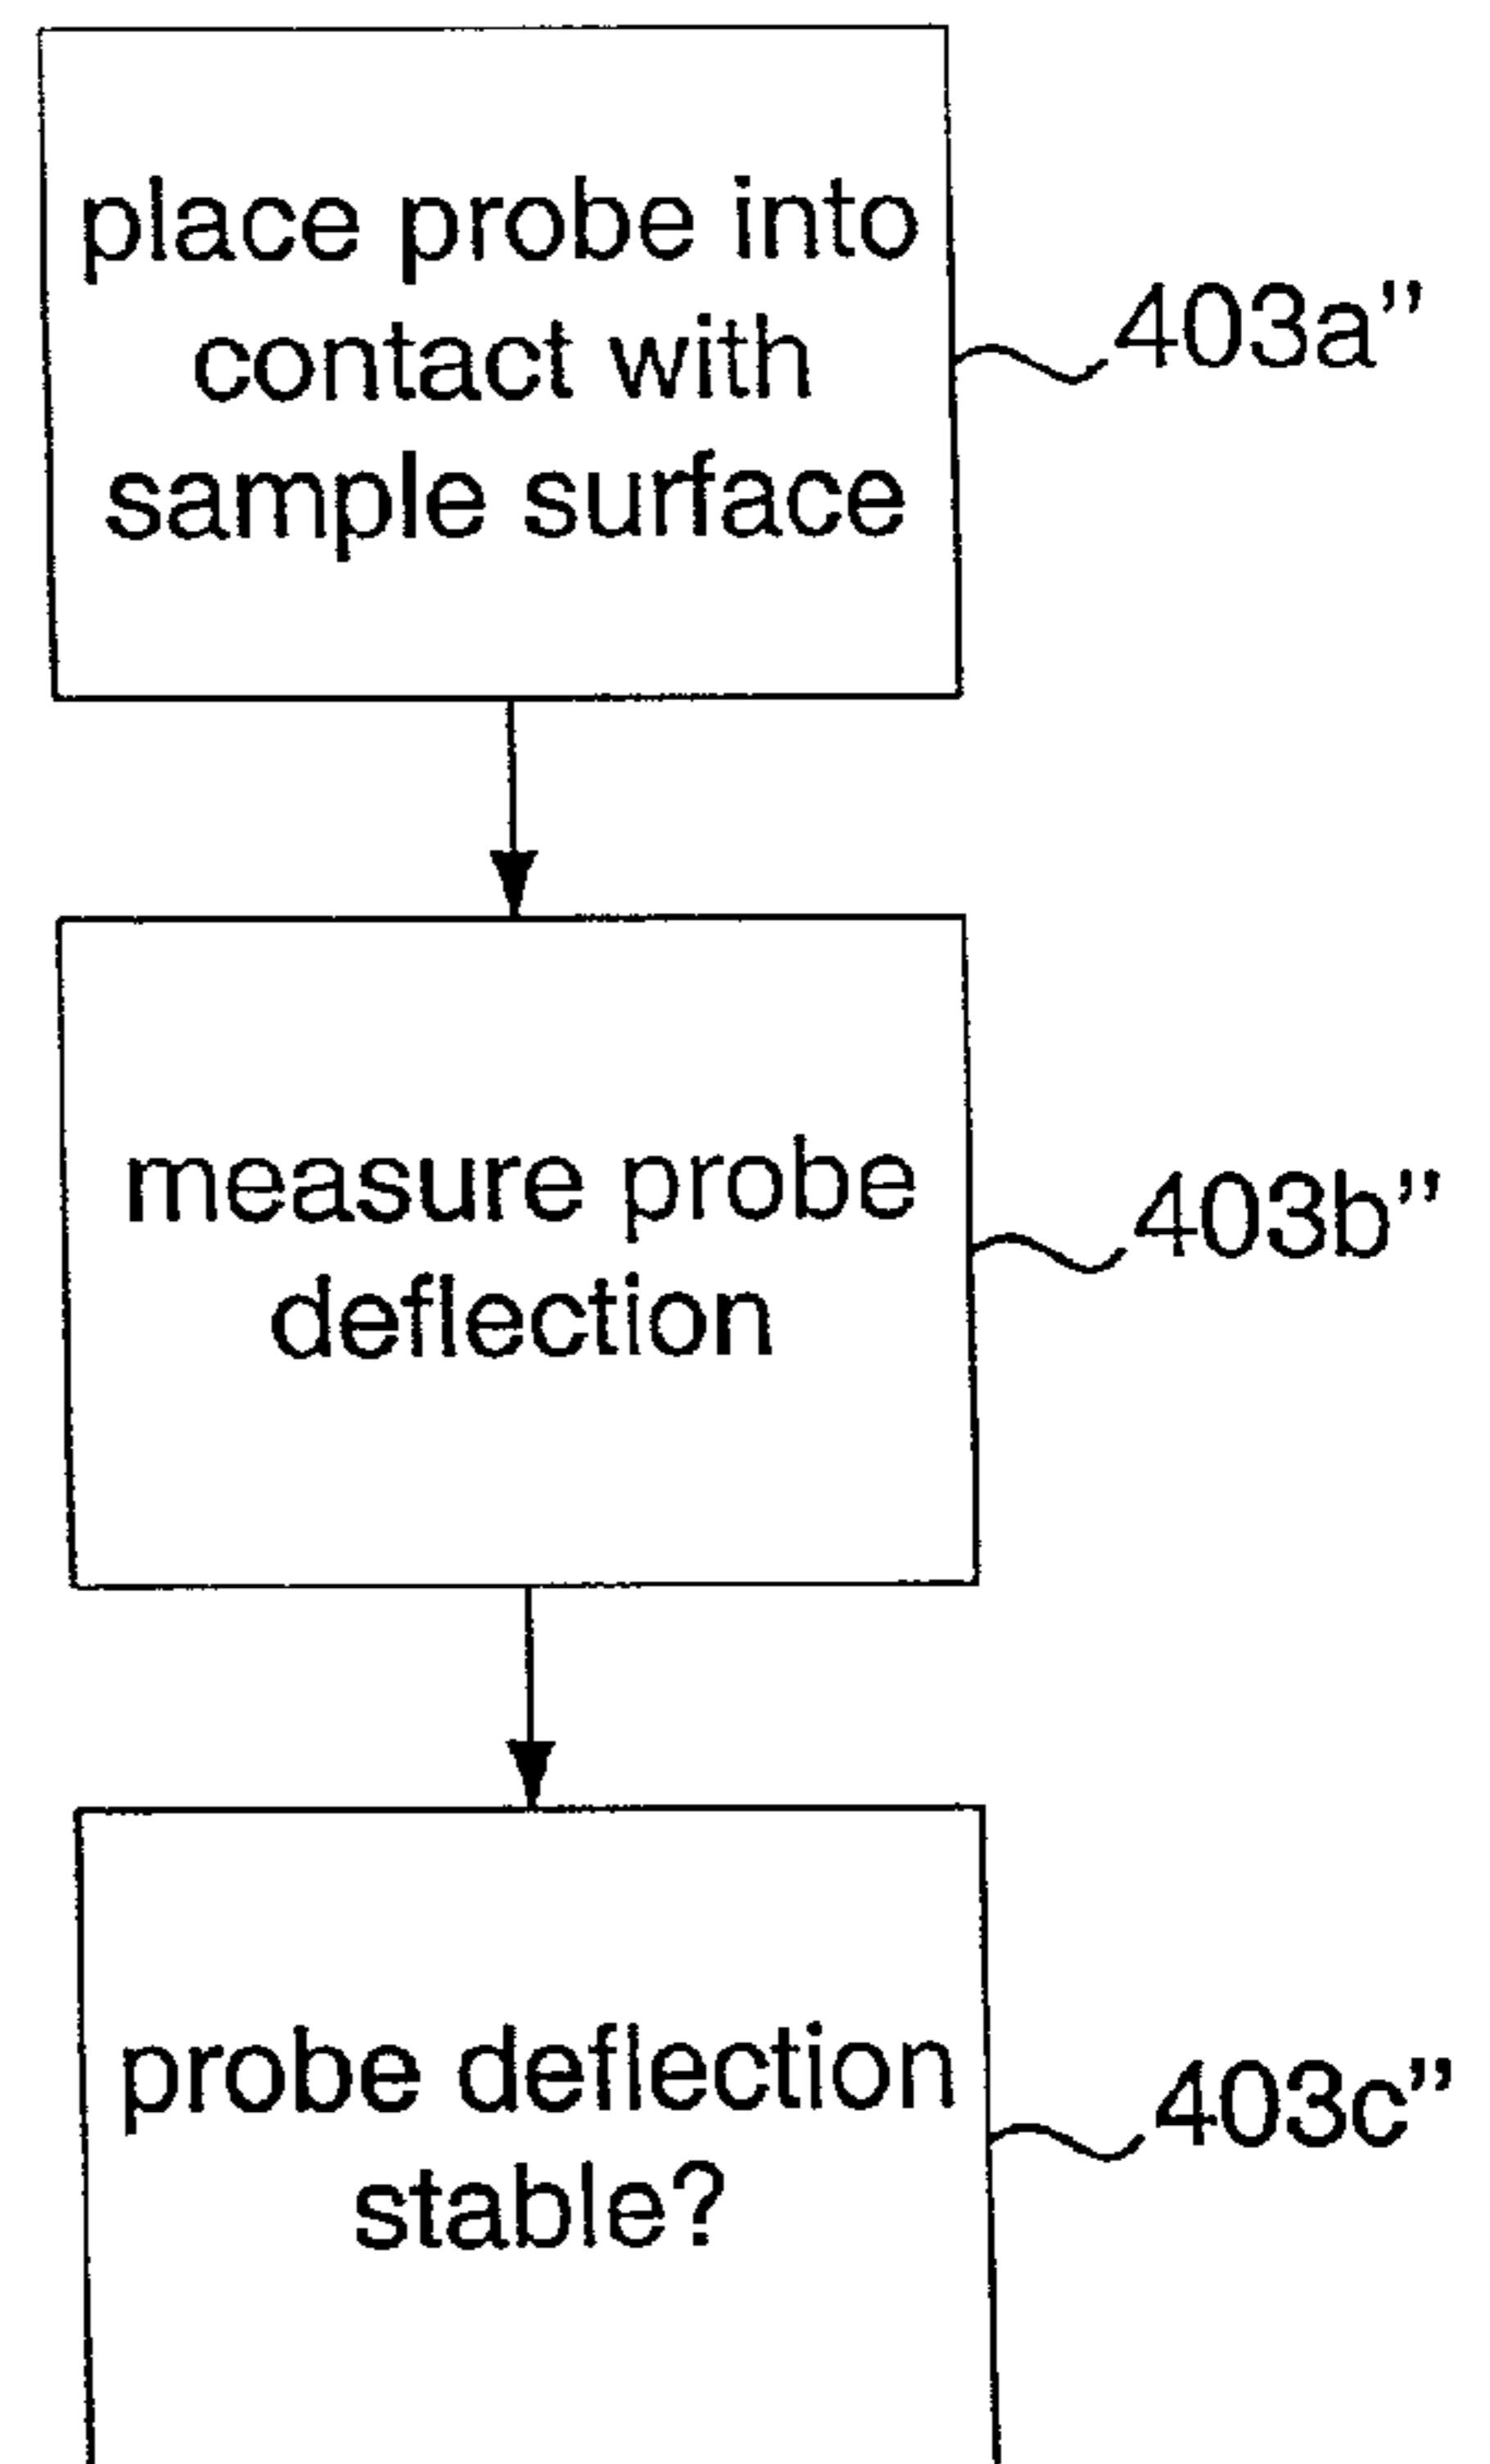 place probe into
contact with
sample surface
403a”
measure probe
deflection
403b”
probe deflection
stable?
403c”